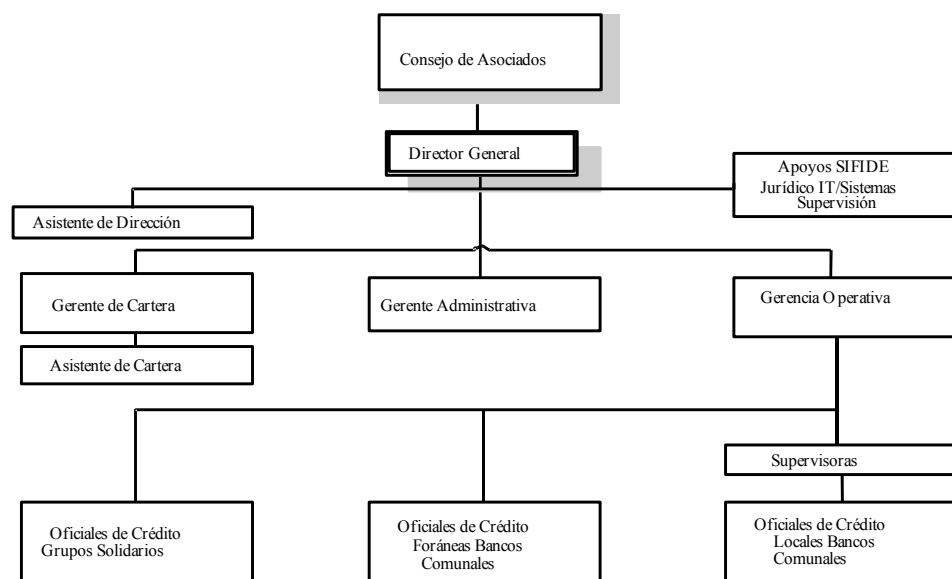 Consejo de Asociados
Director General
Apoyos SIFIDE
Jurídico IT/Sistemas
Supervisión
Asistente de Dirección
Gerente de Cartera
Gerente Administrativa
Gerencia Operativa
Asistente de Cartera
Supervisoras
Oficiales de Crédito
Grupos Solidarios
Oficiales de Crédito
Foráneas Bancos
Comunales
Oficiales de Crédito
Locales Bancos
Comunales